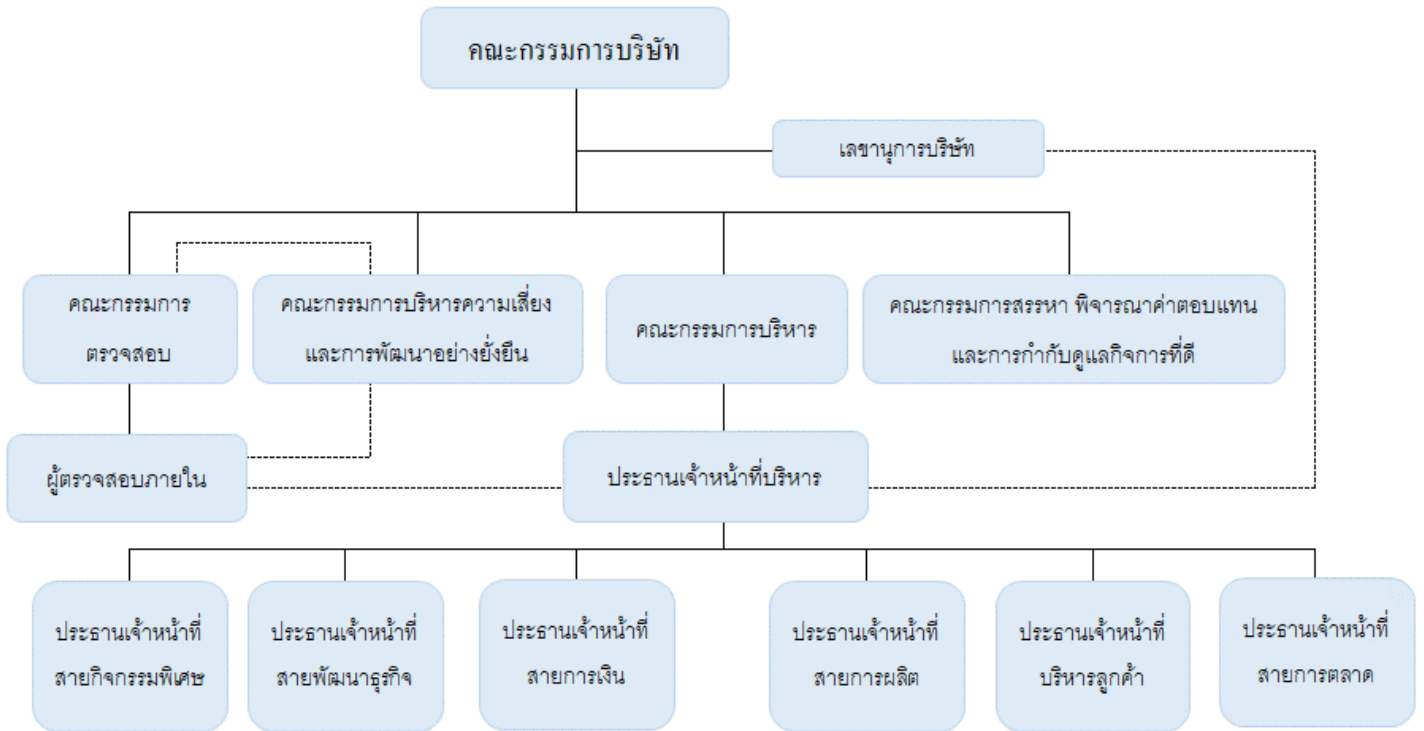 คณะกรรมการบริษัท
เลขานุการบริษัท
คณะกรรมการ
ตรวจสอบ
คณะกรรมการบริหารความเสี่ยง
และการพัฒนาอย่างยั่งยืน
คณะกรรมการบริหาร
คณะกรรมการสรรหา พิจารณาค่าตอบแทน
และการกำกับดูแลกิจการที่ดี
ผู้ตรวจสอบภายใน
ประธานเจ้าหน้าที่บริหาร
ประธานเจ้าหน้าที่
สายกิจกรรมพิเศษ
ประธานเจ้าหน้าที่
สายพัฒนาธุรกิจ
ประธานเจ้าหน้าที่
สายการเงิน
ประธานเจ้าหน้าที่
สายการผลิต
ประธานเจ้าหน้าที่
บริหารลูกค้า
ประธานเจ้าหน้าที่
สายการตลาด